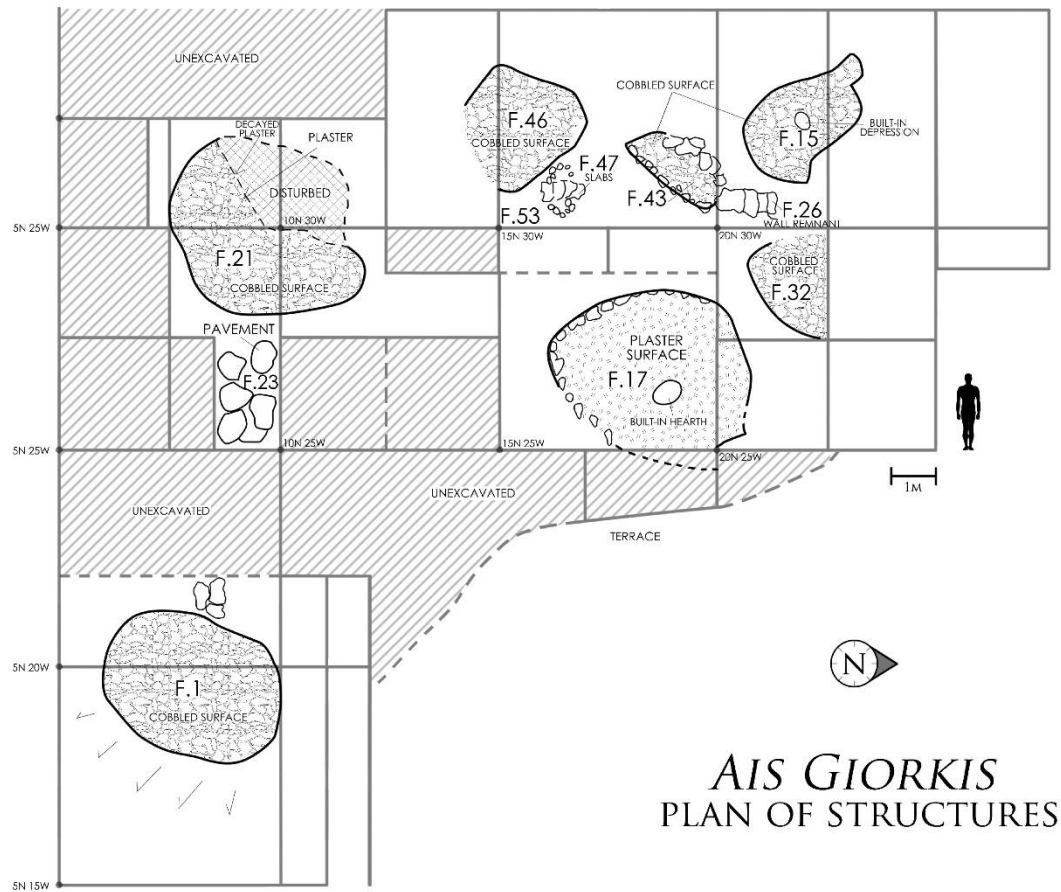 UNEXCAVATED
COBBLED SURFACE
F.46
COBBLED SURFACE
F.15
BUILT-IN
DEPRESSION
DECAYED
PLASTER
PLASTER
DISTURBED
F.47
SLABS
F.53
F.43
F.26
WALL REMNANT
5N 25W
10N 30W
15N 30W
20N 30W
F.21
COBBLED SURFACE
COBBLED
SURFACE
F.32
PAVEMENT
F.23
PLASTER
SURFACE
F.17
BUILT-IN HEARTH
5N 25W
10N 25W
15N 25W
20N 25W
1M
UNEXCAVATED
UNEXCAVATED
TERRACE
5N 20W
F.1
COBBLED SURFACE
N
AIS GIORKIS
PLAN OF STRUCTURES
5N 15W